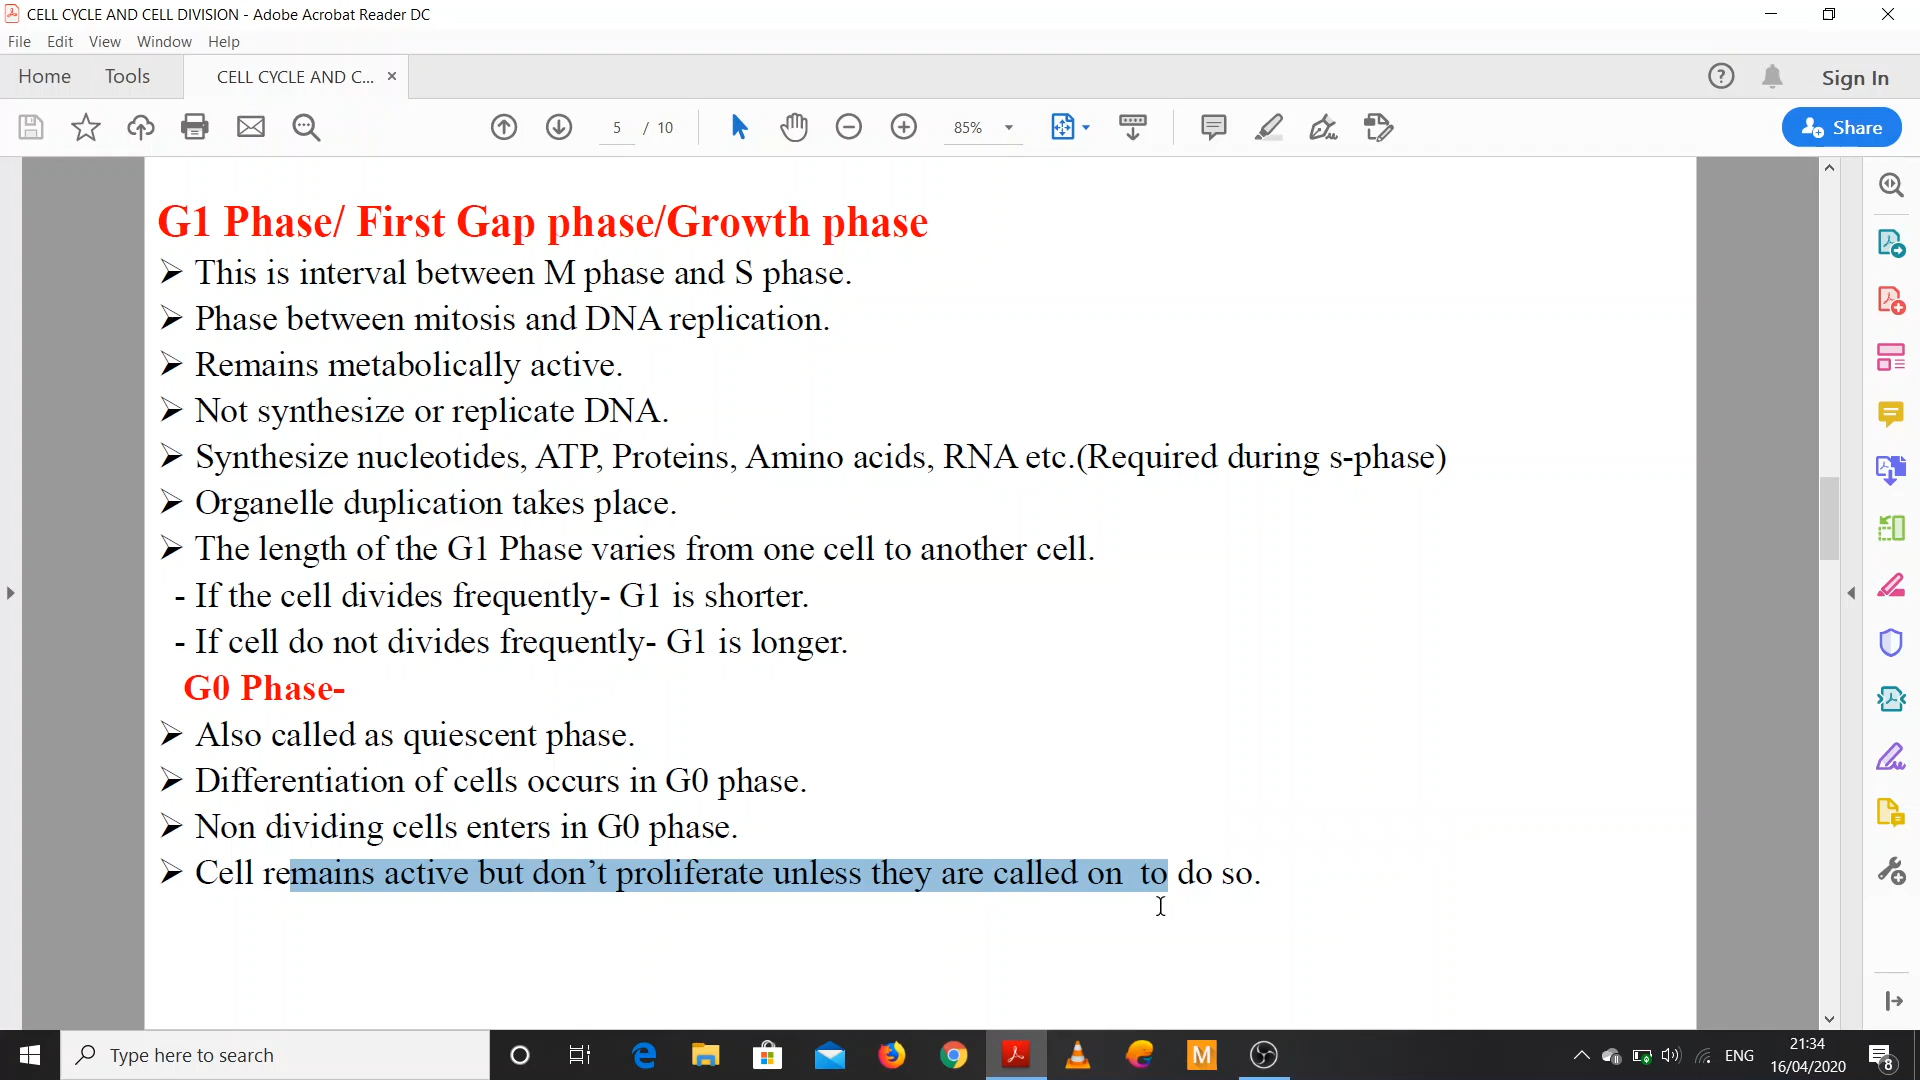 CELL CYCLE AND CELL DIVISION - Adobe Acrobat Reader DC
File Edit View Window Help
Home Tools CELL CYCLE AND C... × Sign In
5 / 10 85% Share
G1 Phase/ First Gap phase/Growth phase
➢ This is interval between M phase and S phase.
➢ Phase between mitosis and DNA replication.
➢ Remains metabolically active.
➢ Not synthesize or replicate DNA.
➢ Synthesize nucleotides, ATP, Proteins, Amino acids, RNA etc.(Required during s-phase)
➢ Organelle duplication takes place.
➢ The length of the G1 Phase varies from one cell to another cell.
- If the cell divides frequently- G1 is shorter.
- If cell do not divides frequently- G1 is longer.
G0 Phase-
➢ Also called as quiescent phase.
➢ Differentiation of cells occurs in G0 phase.
➢ Non dividing cells enters in G0 phase.
➢ Cell remains active but don’t proliferate unless they are called on  to do so.
Type here to search
ENG
21:34
16/04/2020
8